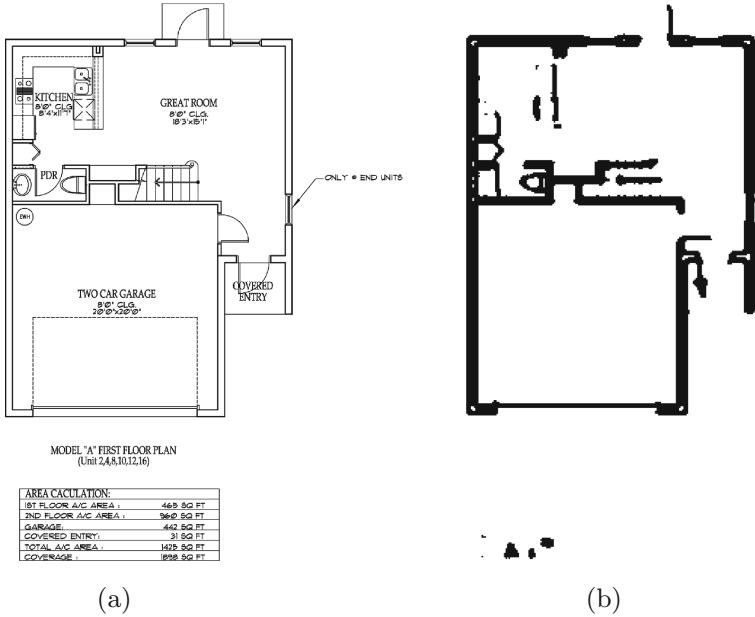 KITCHEN
8'0" CLG.
8'4"x11'7"
GREAT ROOM
8'0" CLG.
18'3"x15'1"
PDR
ONLY @ END UNITS
EWH
TWO CAR GARAGE
8'0" CLG.
20'0"x20'0"
COVERED
ENTRY
MODEL "A" FIRST FLOOR PLAN
(Unit 2,4,8,10,12,16)
AREA CACULATION:
1ST FLOOR A/C AREA : 465 SQ FT
2ND FLOOR A/C AREA : 960 SQ FT
GARAGE: 442 SQ FT
COVERED ENTRY: 31 SQ FT
TOTAL A/C AREA : 1425 SQ FT
COVERAGE : 1898 SQ FT
(a)
(b)